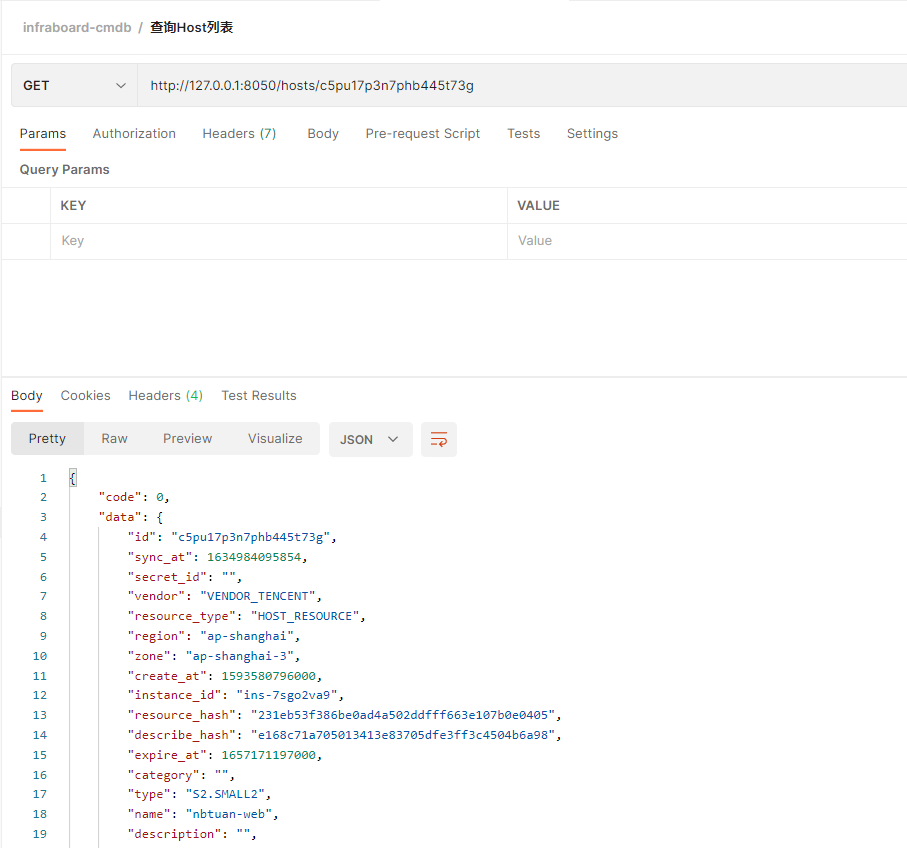 infraboard-cmdb / 查询Host列表
GET http://127.0.0.1:8050/hosts/c5pu17p3n7phb445t73g
Params Authorization Headers (7) Body Pre-request Script Tests Settings
Query Params
KEY VALUE
Key Value
Body Cookies Headers (4) Test Results
Pretty Raw Preview Visualize JSON
1 {
2 "code": 0,
3 "data": {
4 "id": "c5pu17p3n7phb445t73g",
5 "sync_at": 1634984095854,
6 "secret_id": "",
7 "vendor": "VENDOR_TENCENT",
8 "resource_type": "HOST_RESOURCE",
9 "region": "ap-shanghai",
10 "zone": "ap-shanghai-3",
11 "create_at": 1593580796000,
12 "instance_id": "ins-7sgo2va9",
13 "resource_hash": "231eb53f386be0ad4a502ddfff663e107b0e0405",
14 "describe_hash": "e168c71a705013413e83705dfe3ff3c4504b6a98",
15 "expire_at": 1657171197000,
16 "category": "",
17 "type": "S2.SMALL2",
18 "name": "nbtuan-web",
19 "description": "",